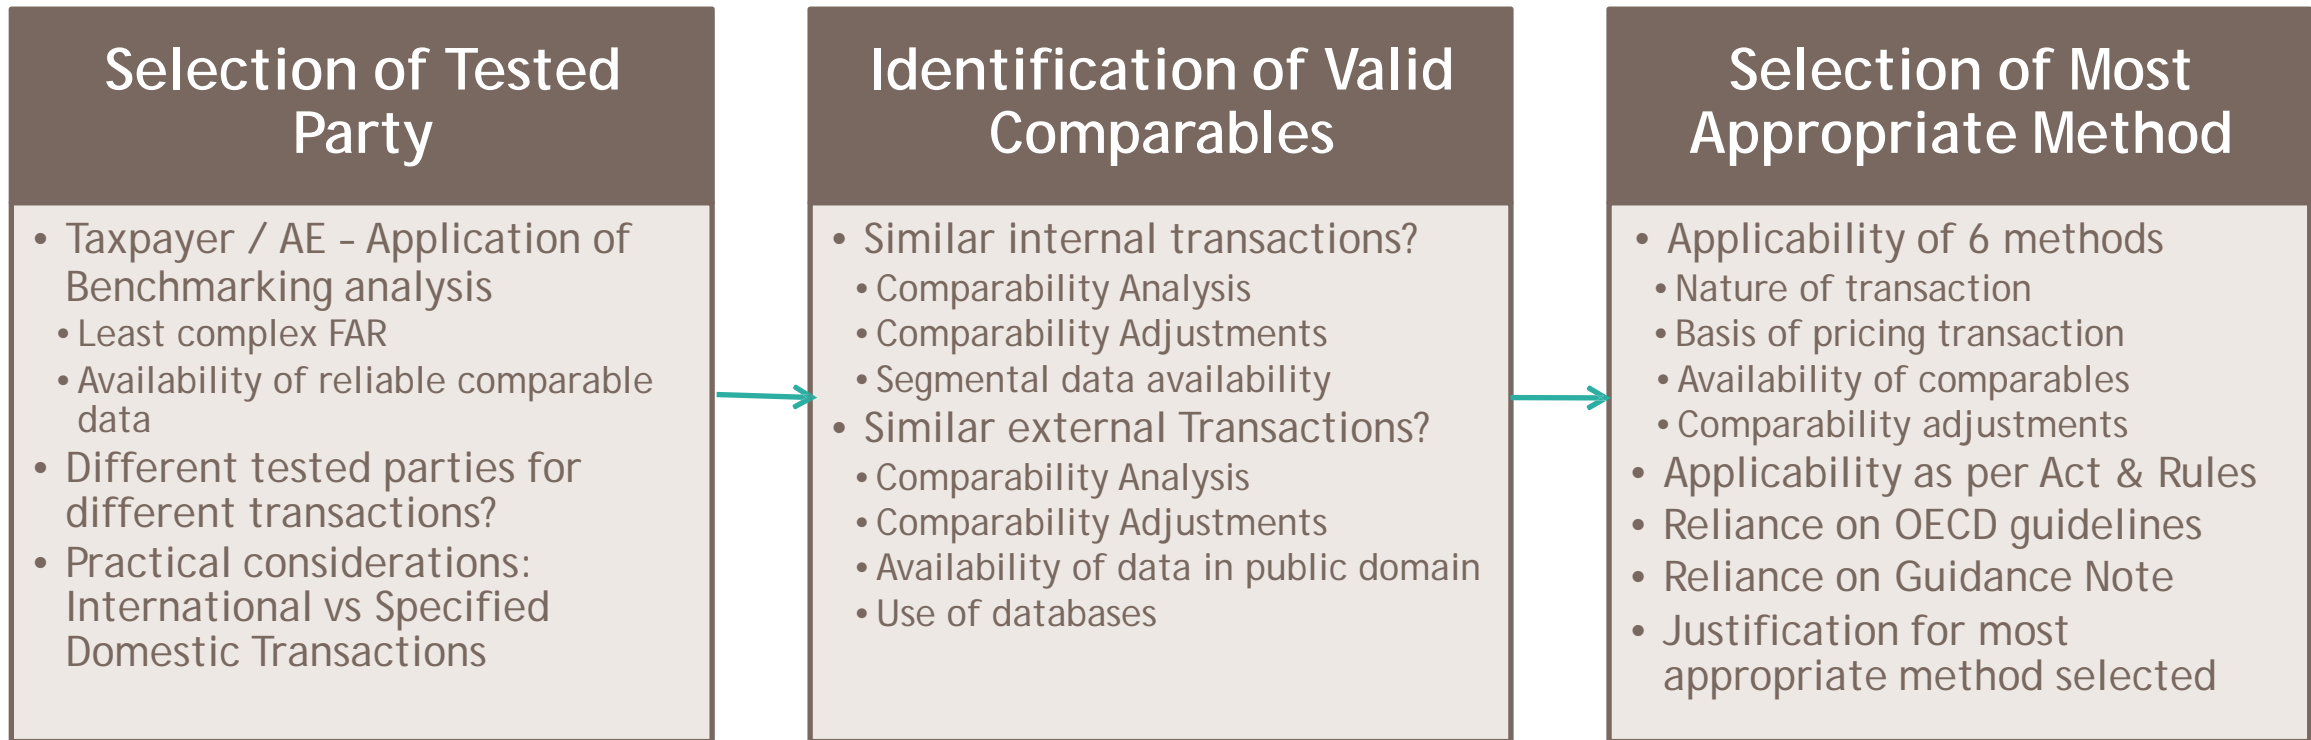 Selection of Tested
Party
• Taxpayer / AE – Application of
Benchmarking analysis
• Least complex FAR
• Availability of reliable comparable
data
• Different tested parties for
different transactions?
• Practical considerations:
International vs Specified
Domestic Transactions
Identification of Valid
Comparables
• Similar internal transactions?
• Comparability Analysis
• Comparability Adjustments
• Segmental data availability
• Similar external Transactions?
• Comparability Analysis
• Comparability Adjustments
• Availability of data in public domain
• Use of databases
Selection of Most
Appropriate Method
• Applicability of 6 methods
• Nature of transaction
• Basis of pricing transaction
• Availability of comparables
• Comparability adjustments
• Applicability as per Act & Rules
• Reliance on OECD guidelines
• Reliance on Guidance Note
• Justification for most
appropriate method selected